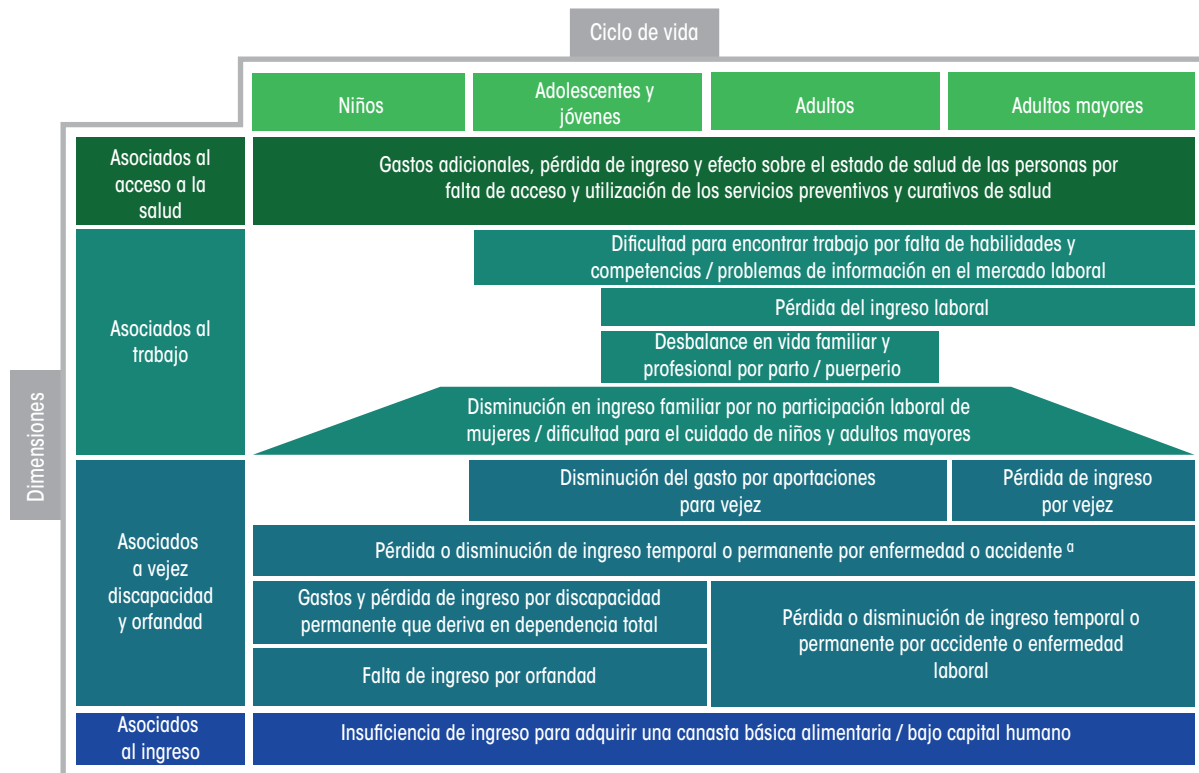 Ciclo de vida
Niños
Adolescentes y
jóvenes
Adultos
Adultos mayores
Dimensiones
Asociados al
acceso a la
salud
Gastos adicionales, pérdida de ingreso y efecto sobre el estado de salud de las personas por
falta de acceso y utilización de los servicios preventivos y curativos de salud
Asociados al
trabajo
Dificultad para encontrar trabajo por falta de habilidades y
competencias / problemas de información en el mercado laboral
Pérdida del ingreso laboral
Desbalance en vida familiar y
profesional por parto / puerperio
Disminución en ingreso familiar por no participación laboral de
mujeres / dificultad para el cuidado de niños y adultos mayores
Asociados
a vejez
discapacidad
y orfandad
Disminución del gasto por aportaciones
para vejez
Pérdida de ingreso
por vejez
Pérdida o disminución de ingreso temporal o permanente por enfermedad o accidente a
Gastos y pérdida de ingreso por discapacidad
permanente que deriva en dependencia total
Falta de ingreso por orfandad
Pérdida o disminución de ingreso temporal o
permanente por accidente o enfermedad
laboral
Asociados
al ingreso
Insuficiencia de ingreso para adquirir una canasta básica alimentaria / bajo capital humano